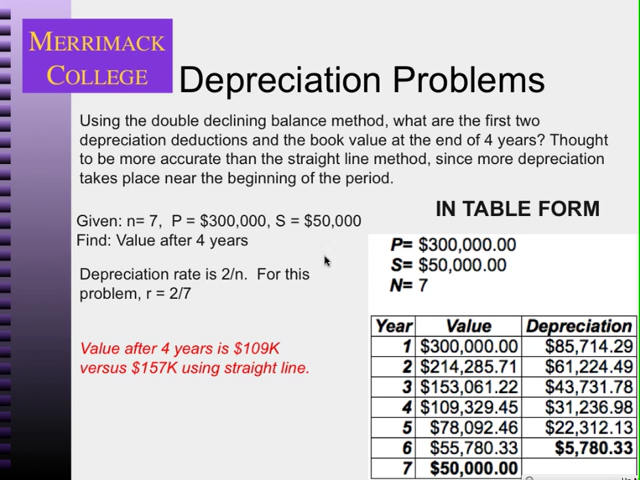 MERRIMACK
COLLEGE
Depreciation Problems
Using the double declining balance method, what are the first two
depreciation deductions and the book value at the end of 4 years? Thought
to be more accurate than the straight line method, since more depreciation
takes place near the beginning of the period.
IN TABLE FORM
Given: n= 7, P = $300,000, S = $50,000
Find: Value after 4 years
Depreciation rate is 2/n. For this
problem, r = 2/7
Value after 4 years is $109K
versus $157K using straight line.
P= $300,000.00
S= $50,000.00
N= 7
Year Value Depreciation
1 $300,000.00 $85,714.29
2 $214,285.71 $61,224.49
3 $153,061.22 $43,731.78
4 $109,329.45 $31,236.98
5 $78,092.46 $22,312.13
6 $55,780.33 $5,780.33
7 $50,000.00